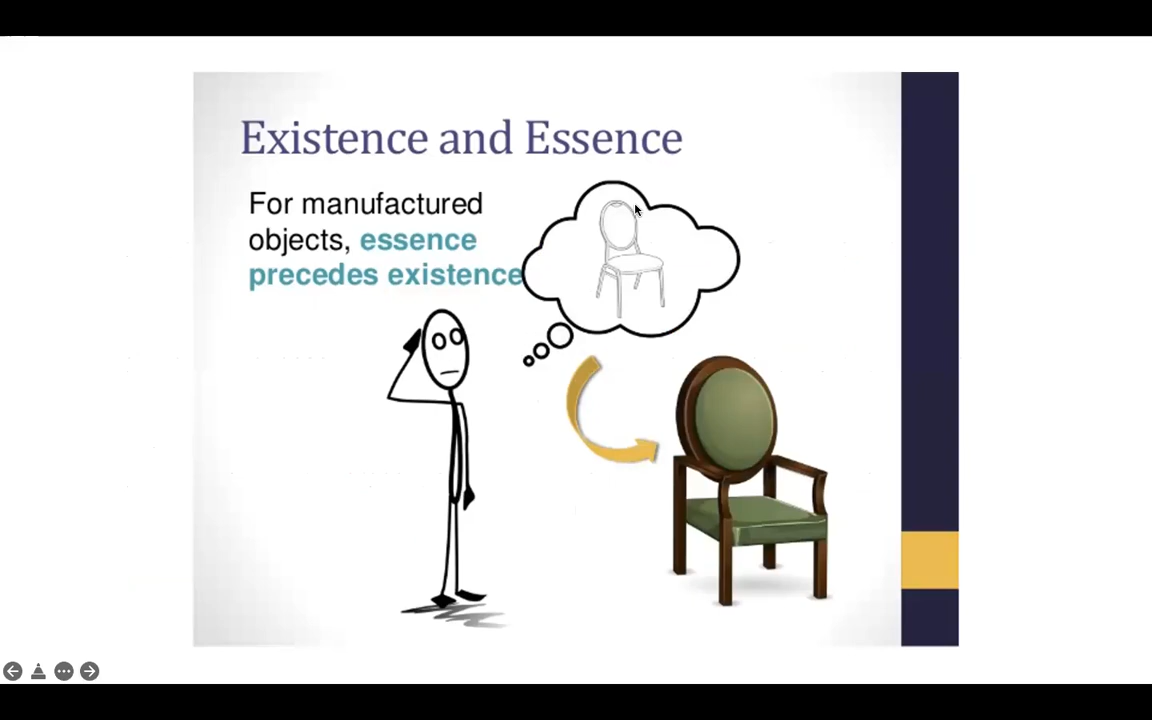 Existence and Essence
For manufactured
objects, essence
precedes existence